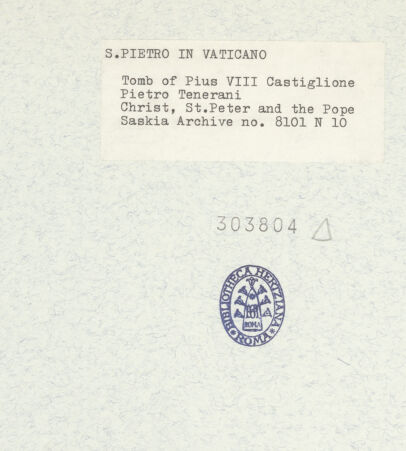 S.PIETRO IN VATICANO
Tomb of Pius VIII Castiglione
Pietro Tenerani
Christ, St.Peter and the Pope
Saskia Archive no. 8101 N 10
303804
BIBLIOTHECA HERTZIANA
ROMA
ROMA